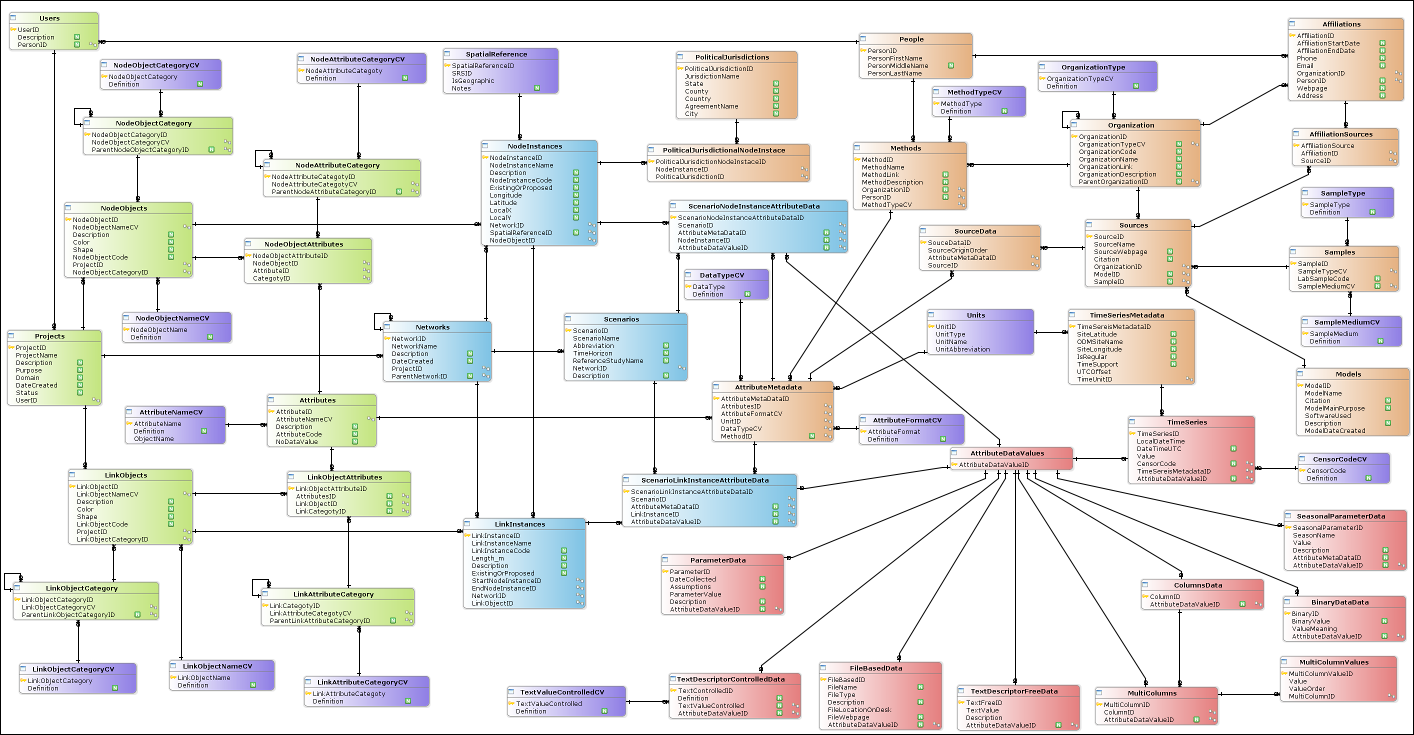 Users
UserID
Description
PersonID
NodeObjectCategoryCV
NodeObjectCategory
Definition
NodeAttributeCategoryCV
NodeAttributeCategoty
Definition
SpatialReference
SpatialReferenceID
SRSID
IsGeographic
Notes
PoliticalJurisdictions
PoliticalJurisdictionID
JurisdictionName
State
County
Country
AgreementName
City
People
PersonID
PersonFirstName
PersonMiddleName
PersonLastName
MethodTypeCV
MethodType
Definition
OrganizationType
OrganizationTypeCV
Definition
Affiliations
AffiliationID
AffiliationStartDate
AffiliationEndDate
Phone
Email
OrganizationID
PersonID
Webpage
Address
NodeObjectCategory
NodeObjectCategoryID
NodeObjectCategoryCV
ParentNodeObjectCategoryID
NodeAttributeCategory
NodeAttributeCategotyID
NodeAttributeCategotyCV
ParentNodeAttributeCategoryID
NodeInstances
NodeInstanceID
NodeInstanceName
Description
NodeInstanceCode
ExistingOrProposed
Longitude
Latitude
LocalX
LocalY
NetworkID
SpatialReferenceID
NodeObjectID
PoliticalJurisdictionalNodeInstace
PoliticalJurisdictionNodeInstanceID
NodeInstanceID
PoliticalJurisdictionID
Methods
MethodID
MethodName
MethodLink
MethodDescription
OrganizationID
PersonID
MethodTypeCV
Organization
OrganizationID
OrganizationTypeCV
OrganizationCode
OrganizationName
OrganizationLink
OrganizationDescription
ParentOrganizationID
AffiliationSources
AffiliationSource
AffiliationID
SourceID
SampleType
SampleType
Definition
NodeObjects
NodeObjectID
NodeObjectNameCV
Description
Color
Shape
NodeObjectCode
ProjectID
NodeObjectCategoryID
NodeObjectAttributes
NodeObjectAttributeID
NodeObjectID
AttributeID
CategotyID
ScenarioNodeInstanceAttributeData
ScenarioNodeInstanceAttributeDataID
ScenarioID
AttributeMetaDataID
NodeInstanceID
AttributeDataValueID
SourceData
SouceDataID
SourceOriginOrder
AttributeMetaDataID
SourceID
Sources
SourceID
SourceName
SourceWebpage
Citation
OrganizationID
ModelID
SampleID
Samples
SampleID
SampleTypeCV
LabSampleCode
SampleMediumCV
DataTypeCV
DataType
Definition
NodeObjectNameCV
NodeObjectName
Definition
Projects
ProjectID
ProjectName
Description
Purpose
Domain
DateCreated
Status
UserID
Networks
NetworkID
NetworkName
Description
DateCreated
ProjectID
ParentNetworkID
Scenarios
ScenarioID
ScenarioName
Abbreviation
TimeHorizon
ReferenceStudyName
NetworkID
Description
Units
UnitID
UnitType
UnitName
UnitAbbreviation
TimeSeriesMetadata
TimeSereisMetadataID
SiteLatitude
ODMSiteName
SiteLongitude
IsRegular
TimeSupport
UTCOffset
TimeUnitID
SampleMediumCV
SampleMedium
Definition
Models
ModelID
ModelName
Citation
ModelMainPurpose
SoftwareUsed
Description
ModelDateCreated
AttributeNameCV
AttributeName
Definition
ObjectName
Attributes
AttributeID
AttributeNameCV
Description
AttributeCode
NoDataValue
AttributeMetadata
AttributeMetaDataID
AttributesID
AttributeFormatCV
UnitID
DataTypeCV
MethodID
AttributeFormatCV
AttributeFormat
Definition
AttributeDataValues
AttributeDataValueID
TimeSeries
TimeSeriesID
LocalDateTime
DateTimeUTC
Value
CensorCode
TimeSereisMetadataID
AttributeDataValueID
CensorCodeCV
CensorCode
Definition
LinkObjects
LinkObjectID
LinkObjectNameCV
Description
Color
Shape
LinkObjectCode
ProjectID
LinkObjectCategoryID
LinkObjectAttributes
LinkObjectAttributeID
AttributesID
LinkObjectID
LinkCategotyID
LinkInstances
LinkInstanceID
LinkInstanceName
LinkInstanceCode
Length_m
Description
ExistingOrProposed
StartNodeInstanceID
EndNodeInstanceID
NetworkID
LinkObjectID
ScenarioLinkInstanceAttributeData
ScenarioLinkInstanceAttributeDataID
ScenarioID
AttributeMetaDataID
LinkInstanceID
AttributeDataValueID
SeasonalParameterData
SeasonalParameterID
SeasonName
Value
Description
AttributeMetaDataID
AttributeDataValueID
ParameterData
ParameterID
DateCollected
Assumptions
ParameterValue
Description
AttributeDataValueID
ColumnsData
ColumnID
AttributeDataValueID
BinaryDataData
BinaryID
BinaryValue
ValueMeaning
AttributeDataValueID
LinkObjectCategory
LinkObjectCategoryID
LinkObjectCategoryCV
ParentLinkObjectCategoryID
LinkAttributeCategory
LinkCategotyID
LinkAttributeCategotyCV
ParentLinkAttributeCategoryID
LinkObjectCategoryCV
LinkObjectCategory
Definition
LinkObjectNameCV
LinkObjectName
Definition
LinkAttributeCategoryCV
LinkAttributeCategoty
Definition
TextValueControlledCV
TextValueControlled
Definition
TextDescriptorControlledData
TextControlledID
Definition
TextValueControlled
AttributeDataValueID
FileBasedData
FileBasedID
FileName
FileType
Description
FileLocationOnDesk
FileWebpage
AttributeDataValueID
TextDescriptorFreeData
TextFreeID
TextValue
Description
AttributeDataValueID
MultiColumns
MultiColumnID
ColumnID
AttributeDataValueID
MultiColumnValues
MultiColumnValueID
Value
ValueOrder
MultiColumnID